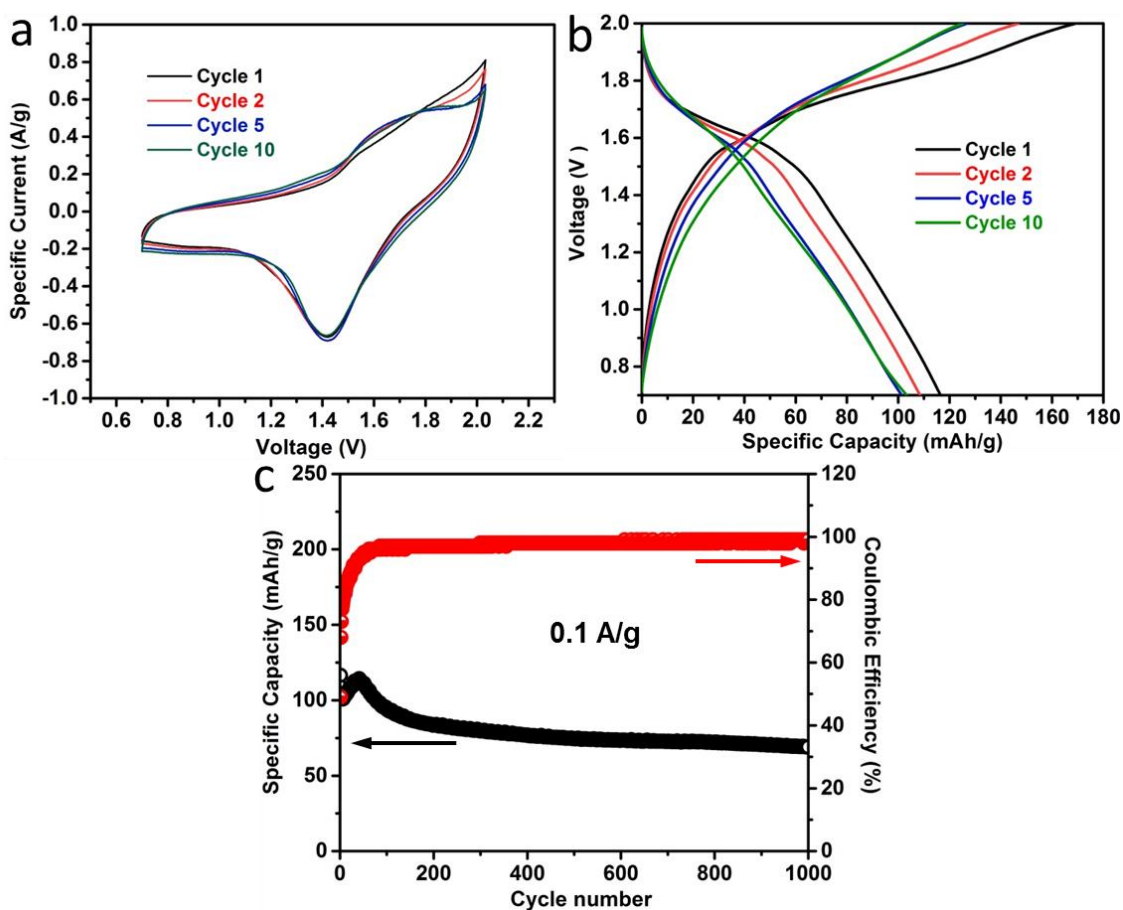 a
1.0
0.8
0.6
0.4
0.2
0.0
-0.2
-0.4
-0.6
-0.8
-1.0
Specific Current (A/g)
Cycle 1
Cycle 2
Cycle 5
Cycle 10
0.6 0.8 1.0 1.2 1.4 1.6 1.8 2.0 2.2
Voltage (V)
b
2.0
1.8
1.6
1.4
1.2
1.0
0.8
Voltage (V )
Cycle 1
Cycle 2
Cycle 5
Cycle 10
0 20 40 60 80 100 120 140 160 180
Specific Capacity (mAh/g)
c
250
200
150
100
50
0
Specific Capacity (mAh/g)
0.1 A/g
120
100
80
60
40
20
0
Coulombic Efficiency (%)
0 200 400 600 800 1000
Cycle number